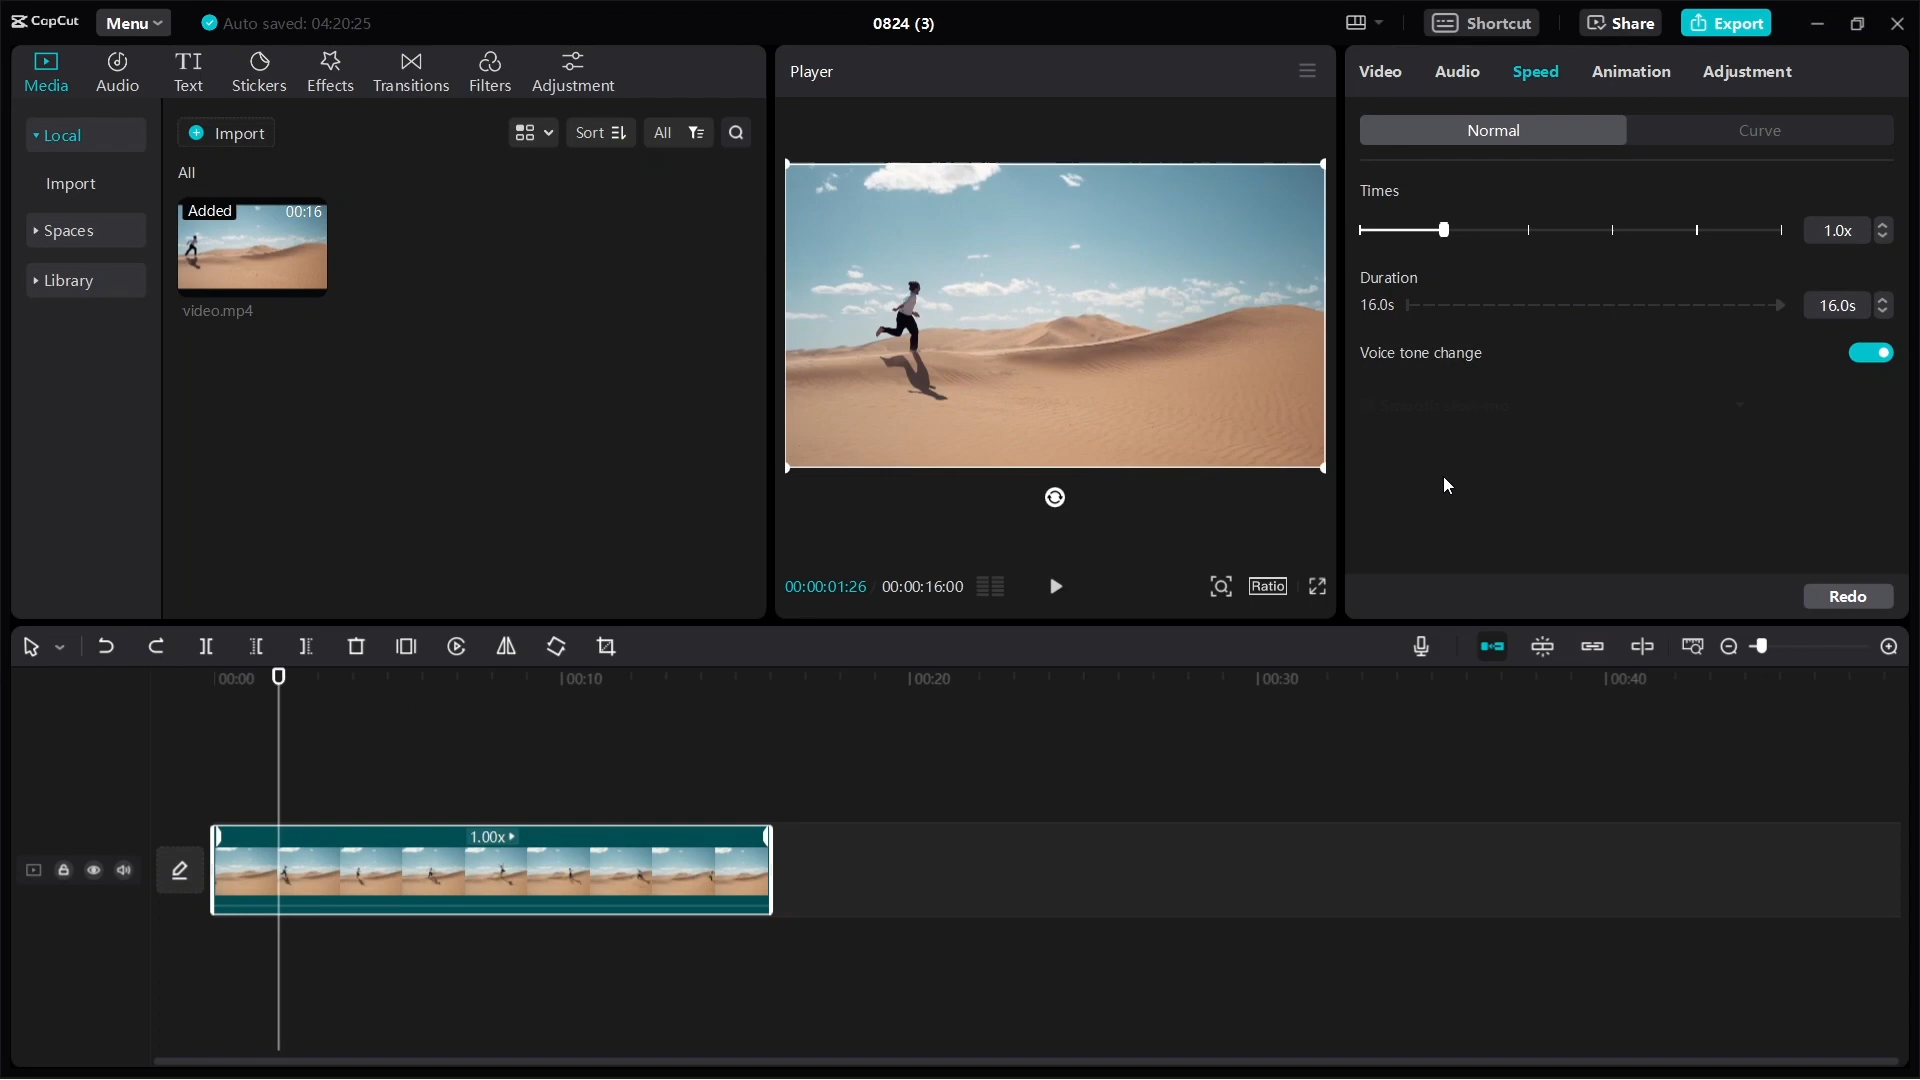 CapCut
Menu
Auto saved: 04:20:25
0824 (3)
Shortcut
Share
Export
Media
Audio
Text
Stickers
Effects
Transitions
Filters
Adjustment
Local
Import
Spaces
Library
Import
Sort
All
All
Added
00:16
video.mp4
Player
00:00:01:26
00:00:16:00
Ratio
Video
Audio
Speed
Animation
Adjustment
Normal
Curve
Times
1.0x
Duration
16.0s
16.0s
Voice tone change
Redo
00:00
00:10
00:20
00:30
00:40
1.00x